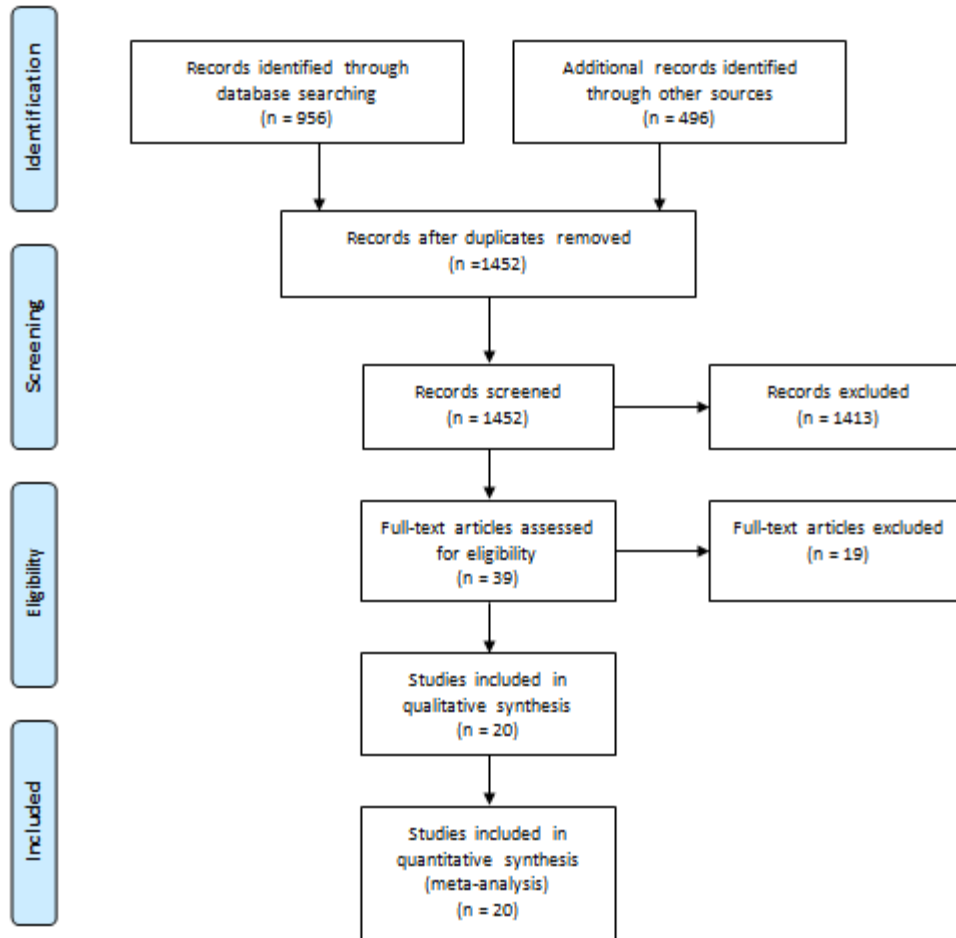 Identification
Records identified through
database searching
(n = 956)
Additional records identified
through other sources
(n = 496)
Records after duplicates removed
(n =1452)
Screening
Records screened
(n = 1452)
Records excluded
(n = 1413)
Eligibility
Full-text articles assessed
for eligibility
(n = 39)
Full-text articles excluded
(n = 19)
Studies included in
qualitative synthesis
(n = 20)
Included
Studies included in
quantitative synthesis
(meta-analysis)
(n = 20)